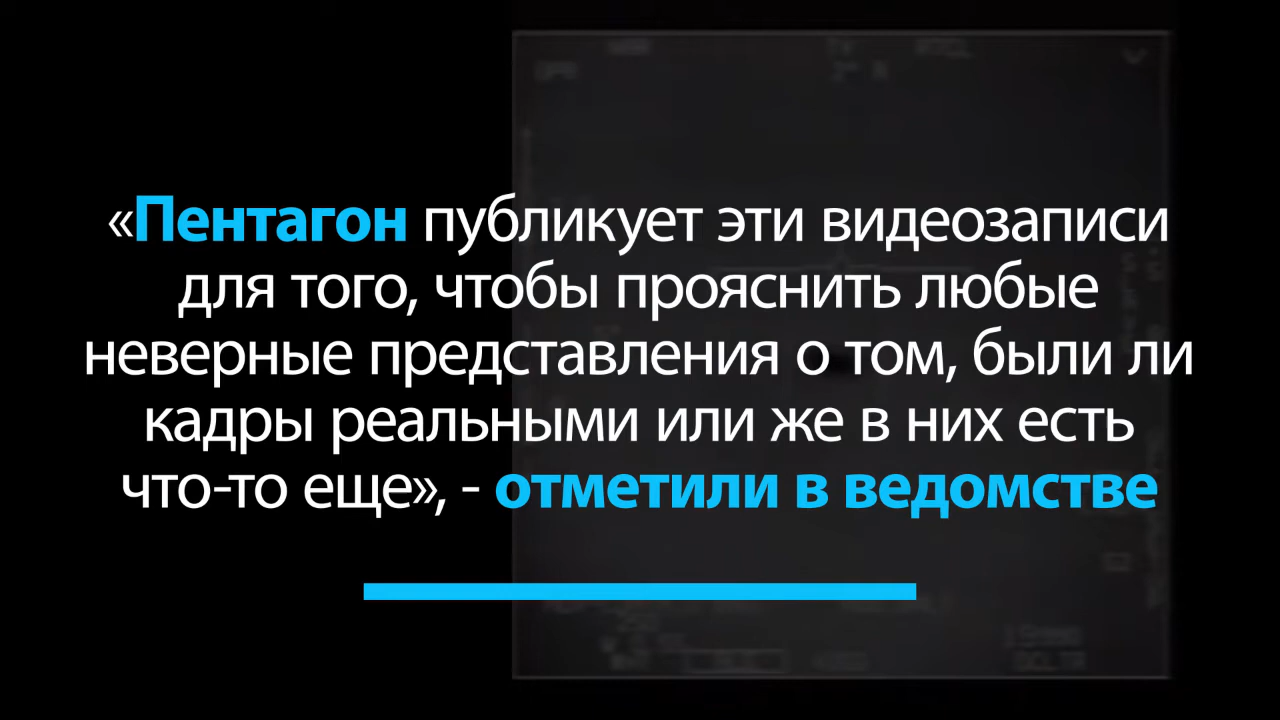 «Пентагон публикует эти видеозаписи
для того, чтобы прояснить любые
неверные представления о том, были ли
кадры реальными или же в них есть
что-то еще», - отметили в ведомстве